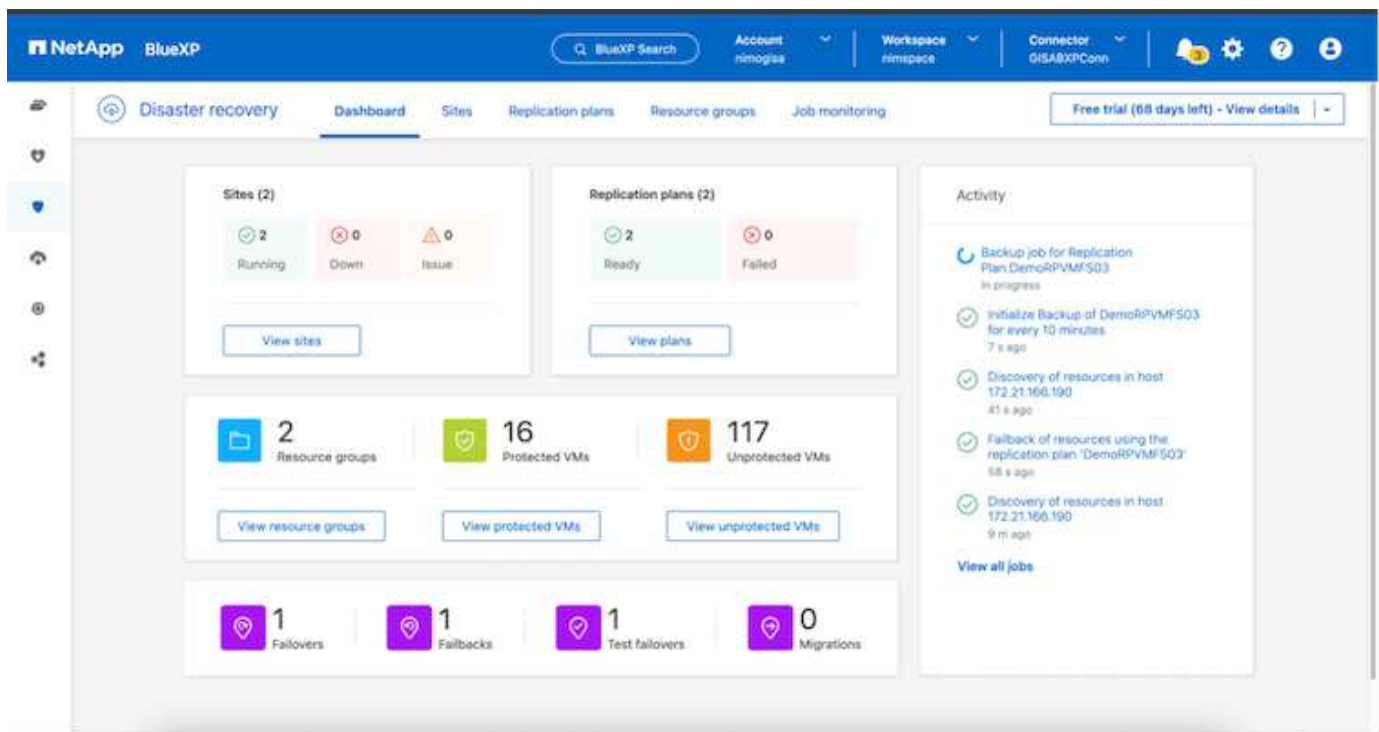 NetApp BlueXP
BlueXP Search
Account
nimogisa
Workspace
nimspace
Connector
GISABXPConn
3
Disaster recovery
Dashboard
Sites
Replication plans
Resource groups
Job monitoring
Free trial (68 days left) - View details
Sites (2)
2
Running
0
Down
0
Issue
View sites
Replication plans (2)
2
Ready
0
Failed
View plans
2
Resource groups
View resource groups
16
Protected VMs
View protected VMs
117
Unprotected VMs
View unprotected VMs
1
Failovers
1
Failbacks
1
Test failovers
0
Migrations
Activity
Backup job for Replication
Plan:DemoRPVMFS03
In progress
Initialize Backup of DemoRPVMFS03
for every 10 minutes
7 s ago
Discovery of resources in host
172.21.166.190
41 s ago
Failback of resources using the
replication plan 'DemoRPVMFS03'
58 s ago
Discovery of resources in host
172.21.166.190
9 m ago
View all jobs